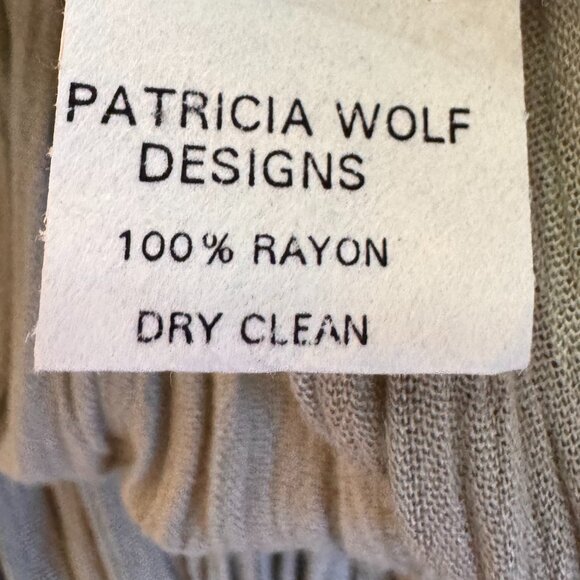 PATRICIA WOLF
DESIGNS
100% RAYON
DRY CLEAN